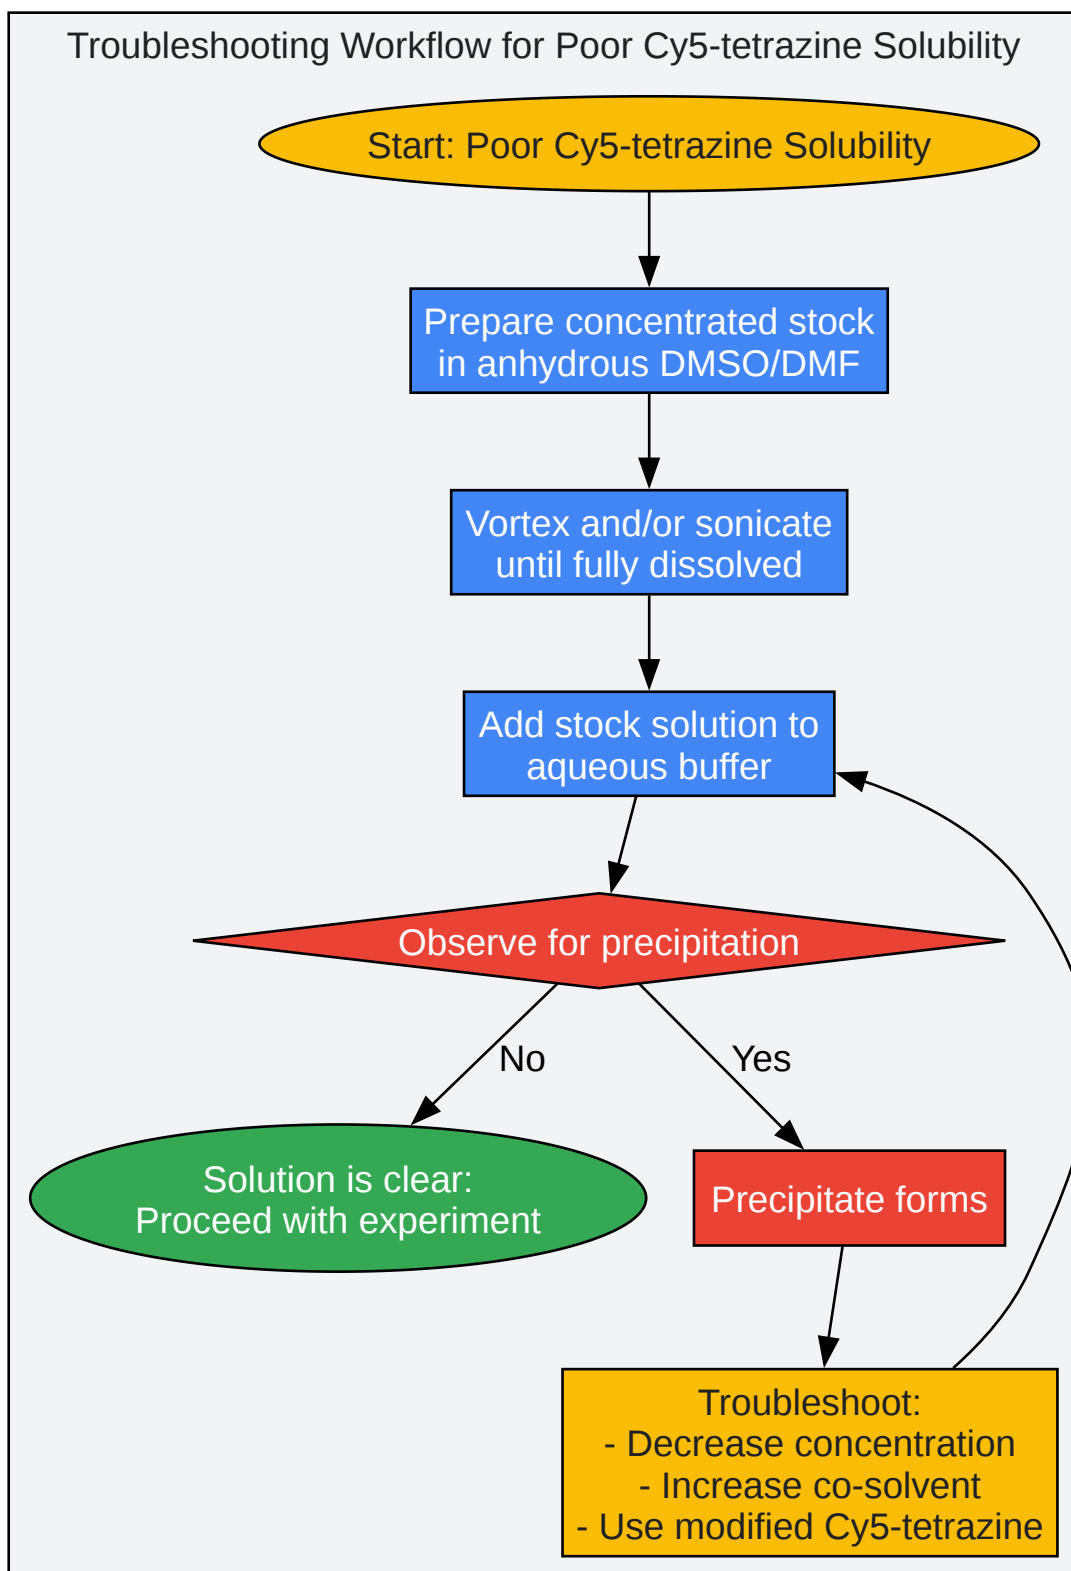 Troubleshooting Workflow for Poor Cy5-tetrazine Solubility
Start: Poor Cy5-tetrazine Solubility
Prepare concentrated stock
in anhydrous DMSO/DMF
Vortex and/or sonicate
until fully dissolved
Add stock solution to
aqueous buffer
Observe for precipitation
No
Yes
Solution is clear:
Proceed with experiment
Precipitate forms
Troubleshoot:
- Decrease concentration
- Increase co-solvent
- Use modified Cy5-tetrazine